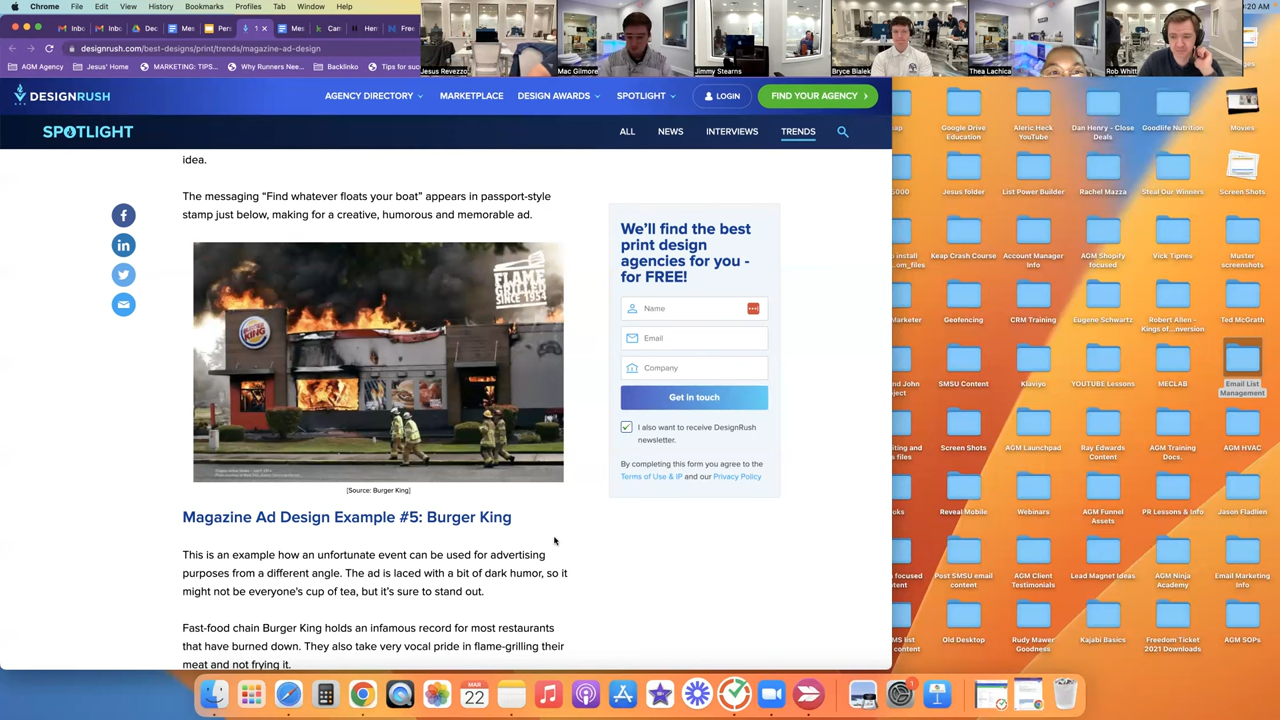 Chrome File Edit View History Bookmarks Profiles Tab Window Help
designrush.com/best-designs/print/trends/magazine-ad-design
AGM Agency Jesus' Home MARKETING: TIPS... Why Runners Nee... Backlinko Tips for suc
Jesus Revezzo
Mac Gilmore
Jimmy Stearns
Bryce Bialek
Thea Lachica
Rob Whitt
DESIGNRUSH
AGENCY DIRECTORY MARKETPLACE DESIGN AWARDS SPOTLIGHT LOGIN FIND YOUR AGENCY
SPOTLIGHT
ALL NEWS INTERVIEWS TRENDS
idea.
The messaging “Find whatever floats your boat” appears in passport-style
stamp just below, making for a creative, humorous and memorable ad.
FLAME
GRILLED
SINCE 1954
BURGER
KING
[Source: Burger King]
Magazine Ad Design Example #5: Burger King
This is an example how an unfortunate event can be used for advertising
purposes from a different angle. The ad is laced with a bit of dark humor, so it
might not be everyone's cup of tea, but it's sure to stand out.
Fast-food chain Burger King holds an infamous record for most restaurants
that have burned down. They also take very vocal pride in flame-grilling their
meat and not frying it.
We'll find the best
print design
agencies for you -
for FREE!
Name
Email
Company
Get in touch
I also want to receive DesignRush
newsletter.
By completing this form you agree to the
Terms of Use & IP and our Privacy Policy
Google Drive
Education
Aleric Heck
YouTube
Dan Henry - Close
Deals
Goodlife Nutrition
Movies
5000
Jesus folder
List Power Builder
Rachel Mazza
Steal Our Winners
Screen Shots
Keap Crash Course
Account Manager
Info
AGM Shopify
focused
Vick Tipnes
Muster
screenshots
Geofencing
CRM Training
Eugene Schwartz
Robert Allen -
Kings of...nversion
Ted McGrath
SMSU Content
Klaviyo
YOUTUBE Lessons
MECLAB
Email List
Management
Screen Shots
AGM Launchpad
Ray Edwards
Content
AGM Training
Docs.
AGM HVAC
Reveal Mobile
Webinars
AGM Funnel
Assets
PR Lessons & Info
Jason Fladlien
Post SMSU email
content
AGM Client
Testimonials
Lead Magnet Ideas
AGM Ninja
Academy
Email Marketing
Info
Old Desktop
Rudy Mawer
Goodness
Kajabi Basics
Freedom Ticket
2021 Downloads
AGM SOPs
MAR
22
1